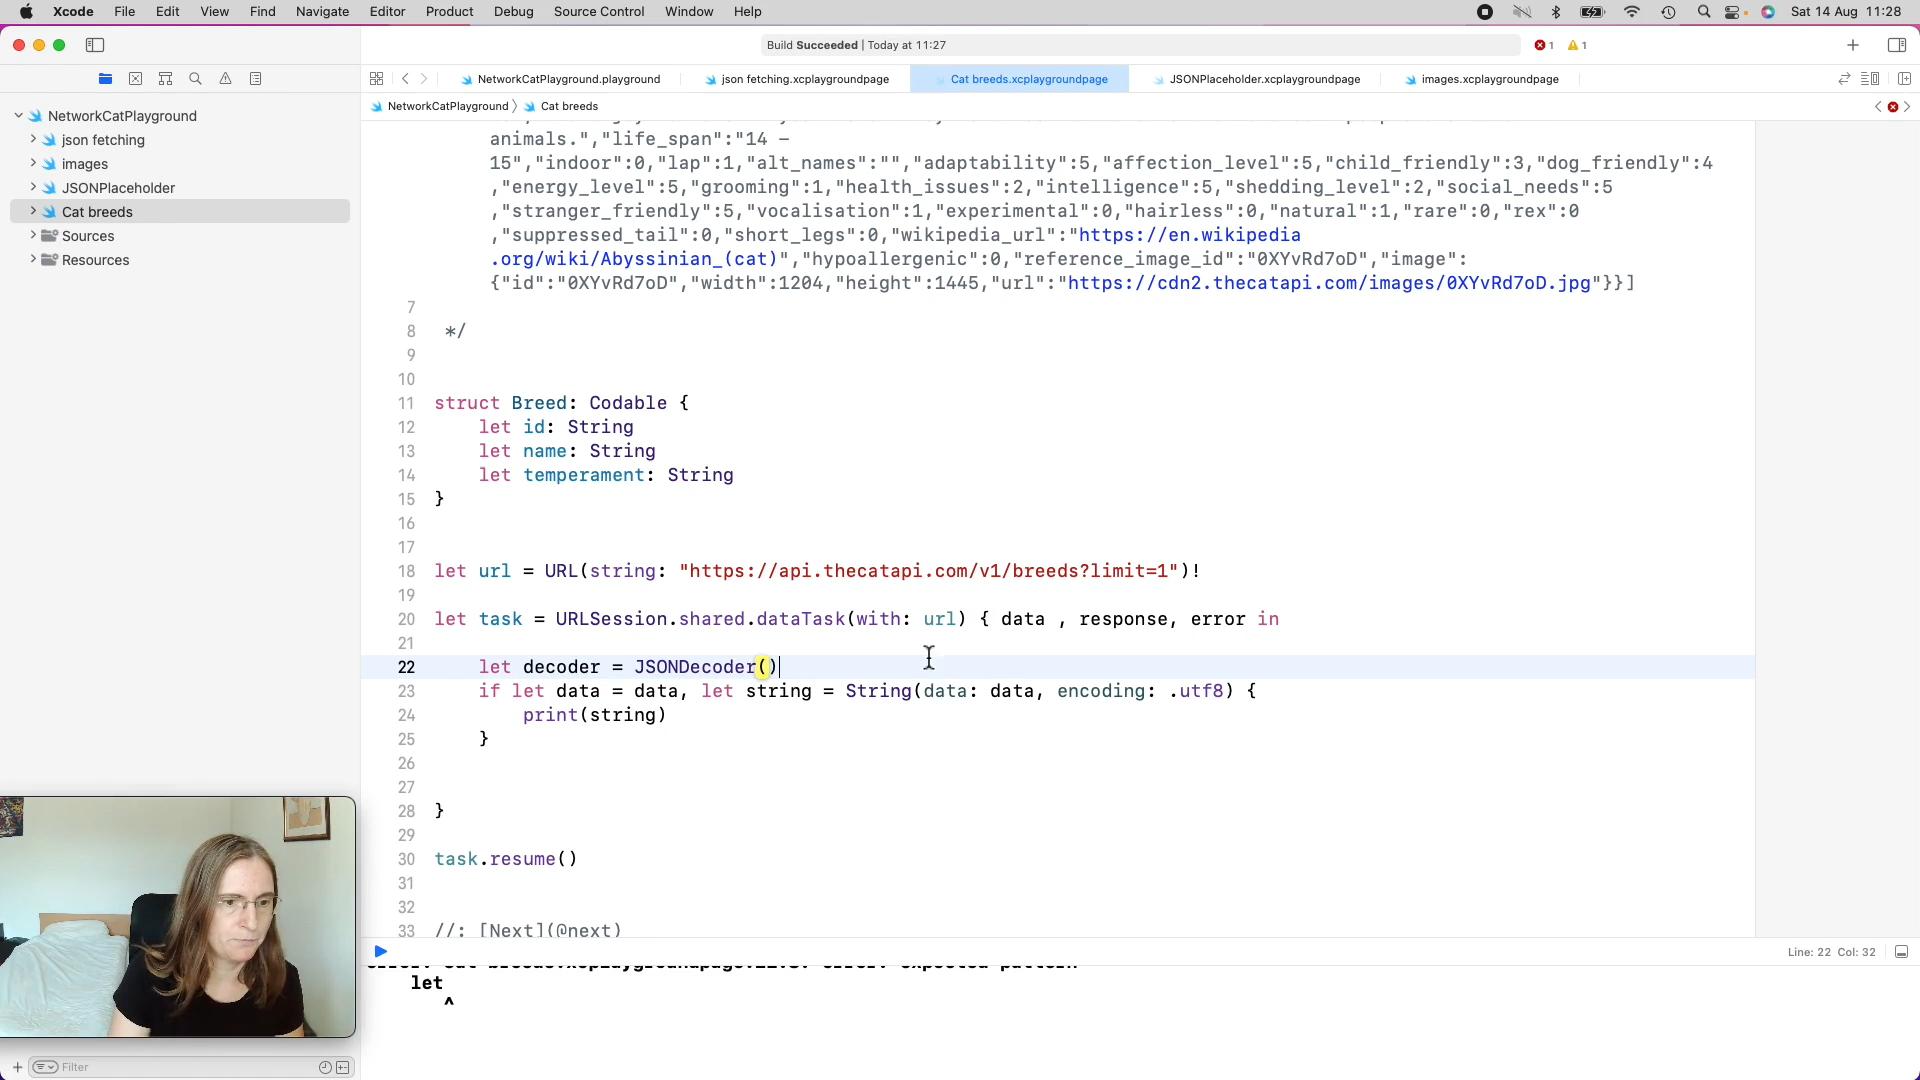 Xcode File Edit View Find Navigate Editor Product Debug Source Control Window Help Sat 14 Aug 11:28
Build Succeeded | Today at 11:27 1 1
NetworkCatPlayground.playground json fetching.xcplaygroundpage Cat breeds.xcplaygroundpage JSONPlaceholder.xcplaygroundpage images.xcplaygroundpage
NetworkCatPlayground Cat breeds
NetworkCatPlayground
json fetching
images
JSONPlaceholder
Cat breeds
Sources
Resources
animals.","life_span":"14 –
15","indoor":0,"lap":1,"alt_names":"","adaptability":5,"affection_level":5,"child_friendly":3,"dog_friendly":4
,"energy_level":5,"grooming":1,"health_issues":2,"intelligence":5,"shedding_level":2,"social_needs":5
,"stranger_friendly":5,"vocalisation":1,"experimental":0,"hairless":0,"natural":1,"rare":0,"rex":0
,"suppressed_tail":0,"short_legs":0,"wikipedia_url":"https://en.wikipedia
.org/wiki/Abyssinian_(cat)","hypoallergenic":0,"reference_image_id":"0XYvRd7oD","image":
{"id":"0XYvRd7oD","width":1204,"height":1445,"url":"https://cdn2.thecatapi.com/images/0XYvRd7oD.jpg"}}]
7
8 */
9
10
11 struct Breed: Codable {
12 let id: String
13 let name: String
14 let temperament: String
15 }
16
17
18 let url = URL(string: "https://api.thecatapi.com/v1/breeds?limit=1")!
19
20 let task = URLSession.shared.dataTask(with: url) { data , response, error in
21
22 let decoder = JSONDecoder()
23 if let data = data, let string = String(data: data, encoding: .utf8) {
24 print(string)
25 }
26
27
28 }
29
30 task.resume()
31
32
33 //: [Next](@next)
Line: 22 Col: 32
let
^
Filter